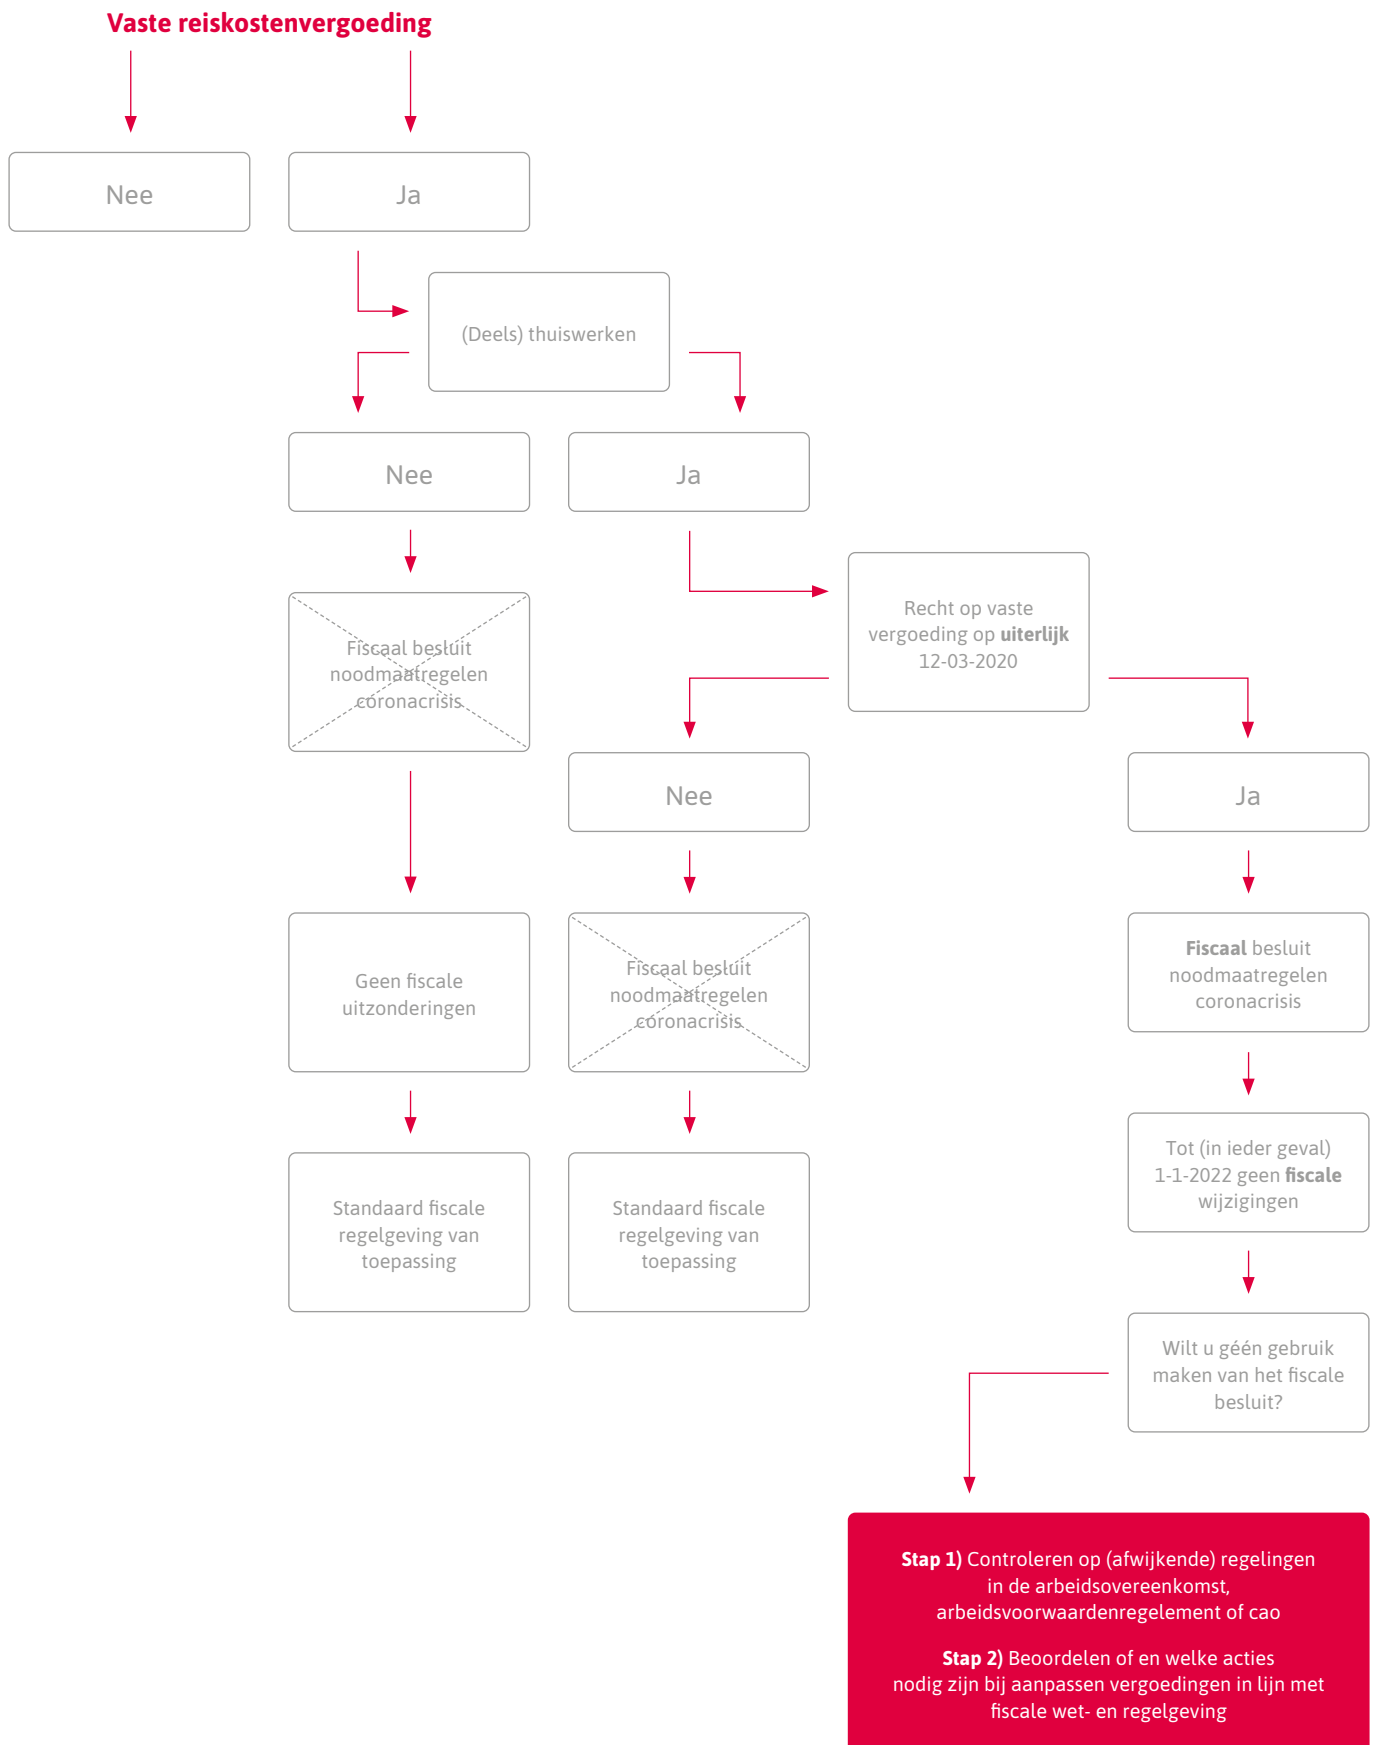 Vaste reiskostenvergoeding
Nee
Ja
(Deels) thuiswerken
Nee
Ja
Recht op vaste
vergoeding op uiterlijk
12-03-2020
Fiscaal besluit
noodmaatregelen
coronacrisis
Nee
Ja
Geen fiscale
uitzonderingen
Fiscaal besluit
noodmaatregelen
coronacrisis
Fiscaal besluit
noodmaatregelen
coronacrisis
Standaard fiscale
regelgeving van
toepassing
Standaard fiscale
regelgeving van
toepassing
Tot (in ieder geval)
1-1-2022 geen fiscale
wijzigingen
Wilt u géén gebruik
maken van het fiscale
besluit?
Stap 1) Controleren op (afwijkende) regelingen
in de arbeidsovereenkomst,
arbeidsvoorwaardenregelement of cao
Stap 2) Beoordelen of en welke acties
nodig zijn bij aanpassen vergoedingen in lijn met
fiscale wet- en regelgeving